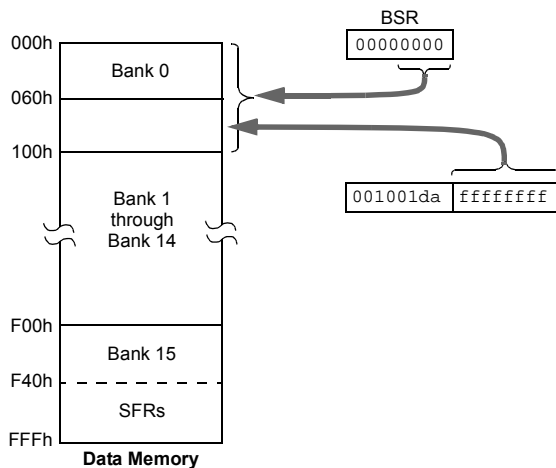 BSR
00000000
000h
Bank 0
060h
100h
001001da ffffffff
Bank 1
through
Bank 14
F00h
Bank 15
F40h
SFRs
FFFh
Data Memory